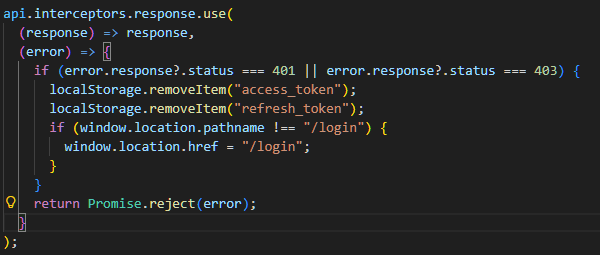 api.interceptors.response.use(
  (response) => response,
  (error) => {
    if (error.response?.status === 401 || error.response?.status === 403) {
      localStorage.removeItem("access_token");
      localStorage.removeItem("refresh_token");
      if (window.location.pathname !== "/login") {
        window.location.href = "/login";
      }
    }
    return Promise.reject(error);
  }
);